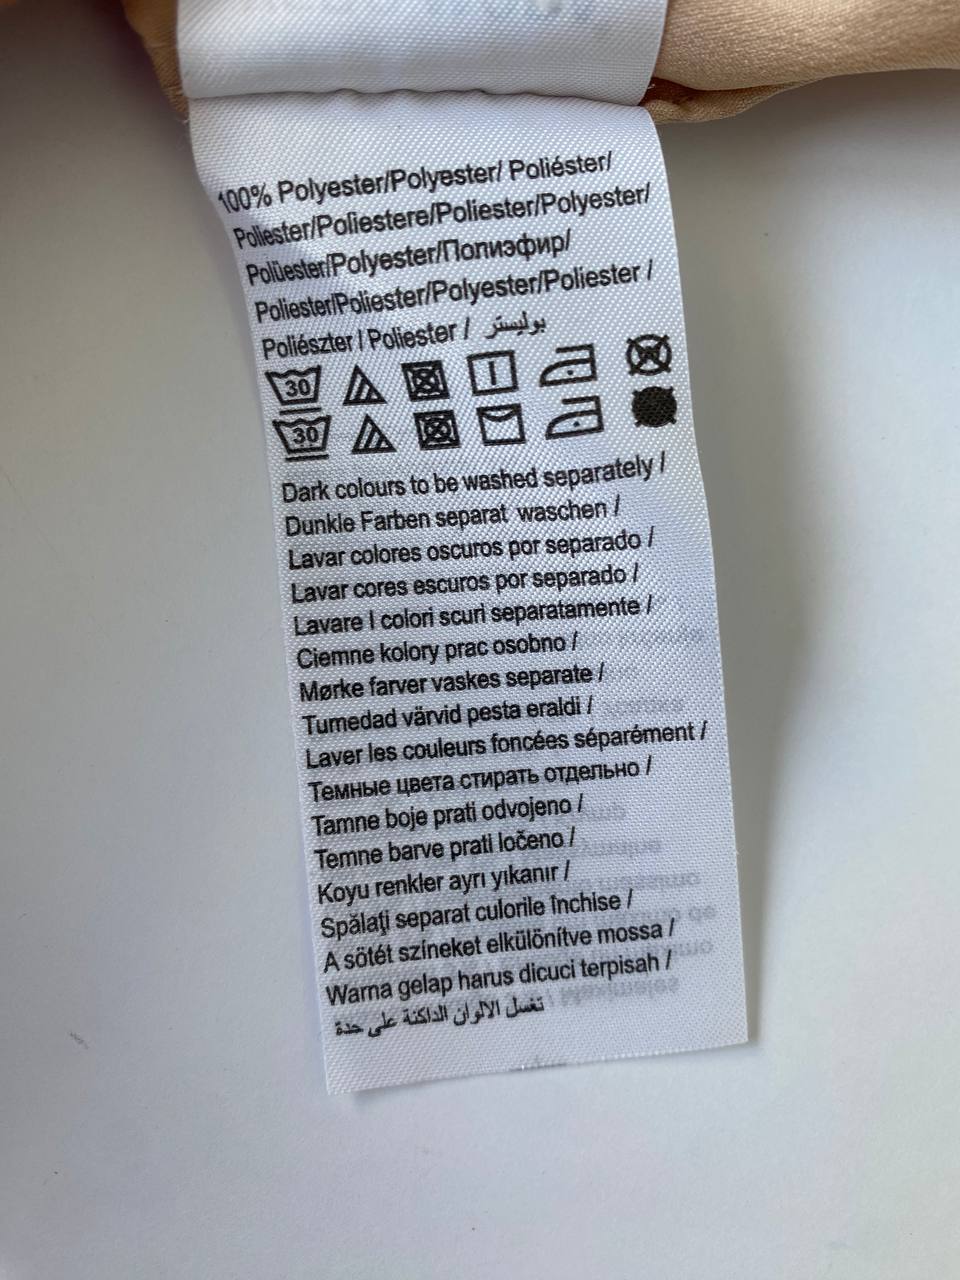 100% Polyester/Polyester/ Poliéster/
Poliester/Poliestere/Poliester/Polyester/
Polüester/Polyester/Полиэфир/
Poliester/Poliester/Polyester/Poliester /
Poliészter / Poliester / بوليستر
30
30
Dark colours to be washed separately /
Dunkle Farben separat waschen /
Lavar colores oscuros por separado /
Lavar cores escuros por separado /
Lavare I colori scurl separatamente /
Ciemne kolory prac osobno /
Mørke farver vaskes separate /
Tumedad värvid pesta eraldi /
Laver les couleurs foncées séparément /
Темные цвета стирать отдельно /
Tamne boje prati odvojeno /
Temne barve prati ločeno /
Koyu renkler ayrı yıkanır /
Spălaţi separat culorile închise /
A sötét színeket elkülönítve mossa /
Warna gelap harus dicuci terpisah /
تغسل الالوان الداكنة على حدة